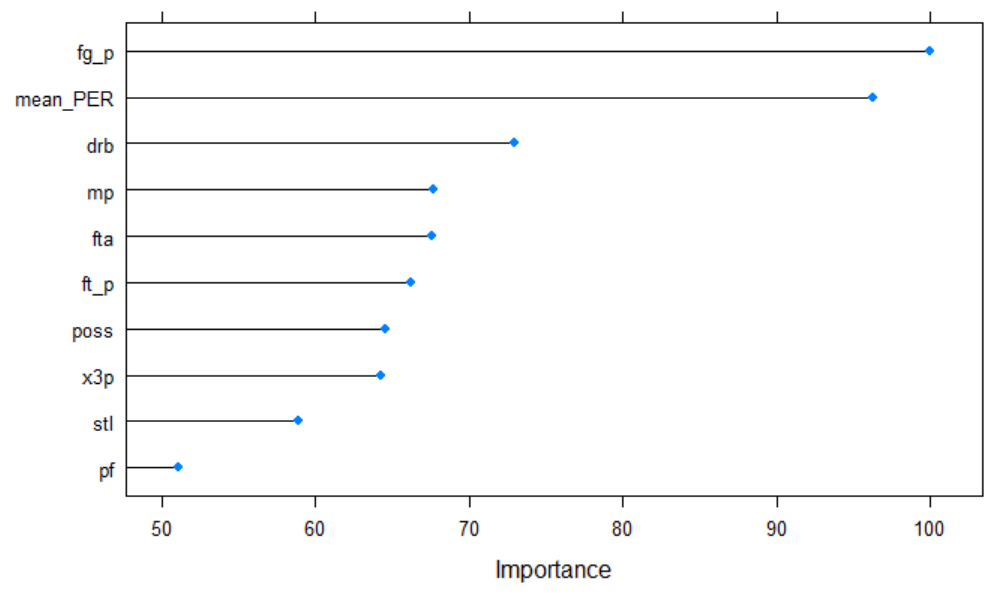 fg_p
mean_PER
drb
mp
fta
ft_p
poss
x3p
stl
pf
50 60 70 80 90 100
Importance